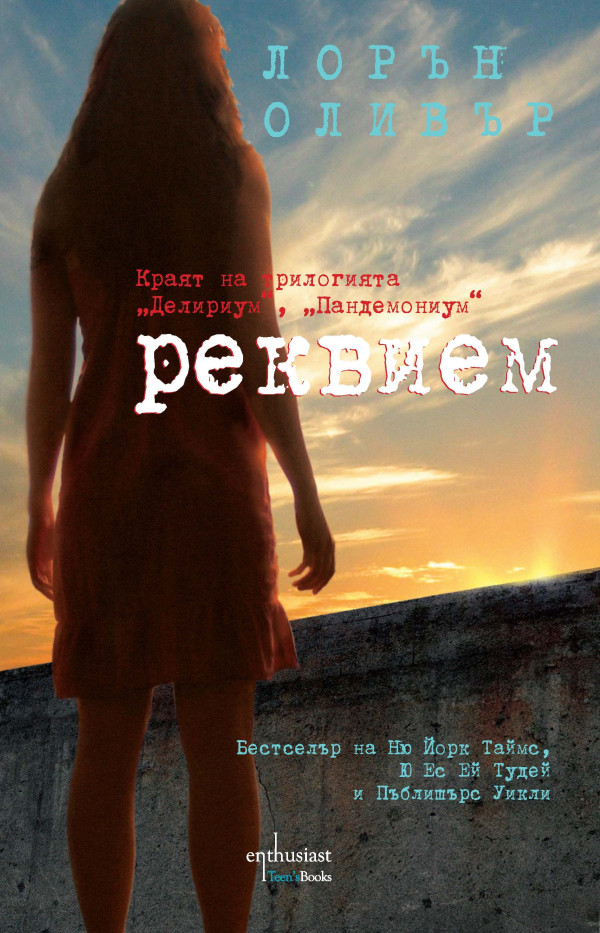 ЛОРЪН
ОЛИВЪР
Краят на трилогията
„Делириум“, „Пандемониум“
реквием
Бестселър на Ню Йорк Таймс,
Ю Ес Ей Тудей
и Пъблишърс Уикли
enthusiast
Teen'sBooks